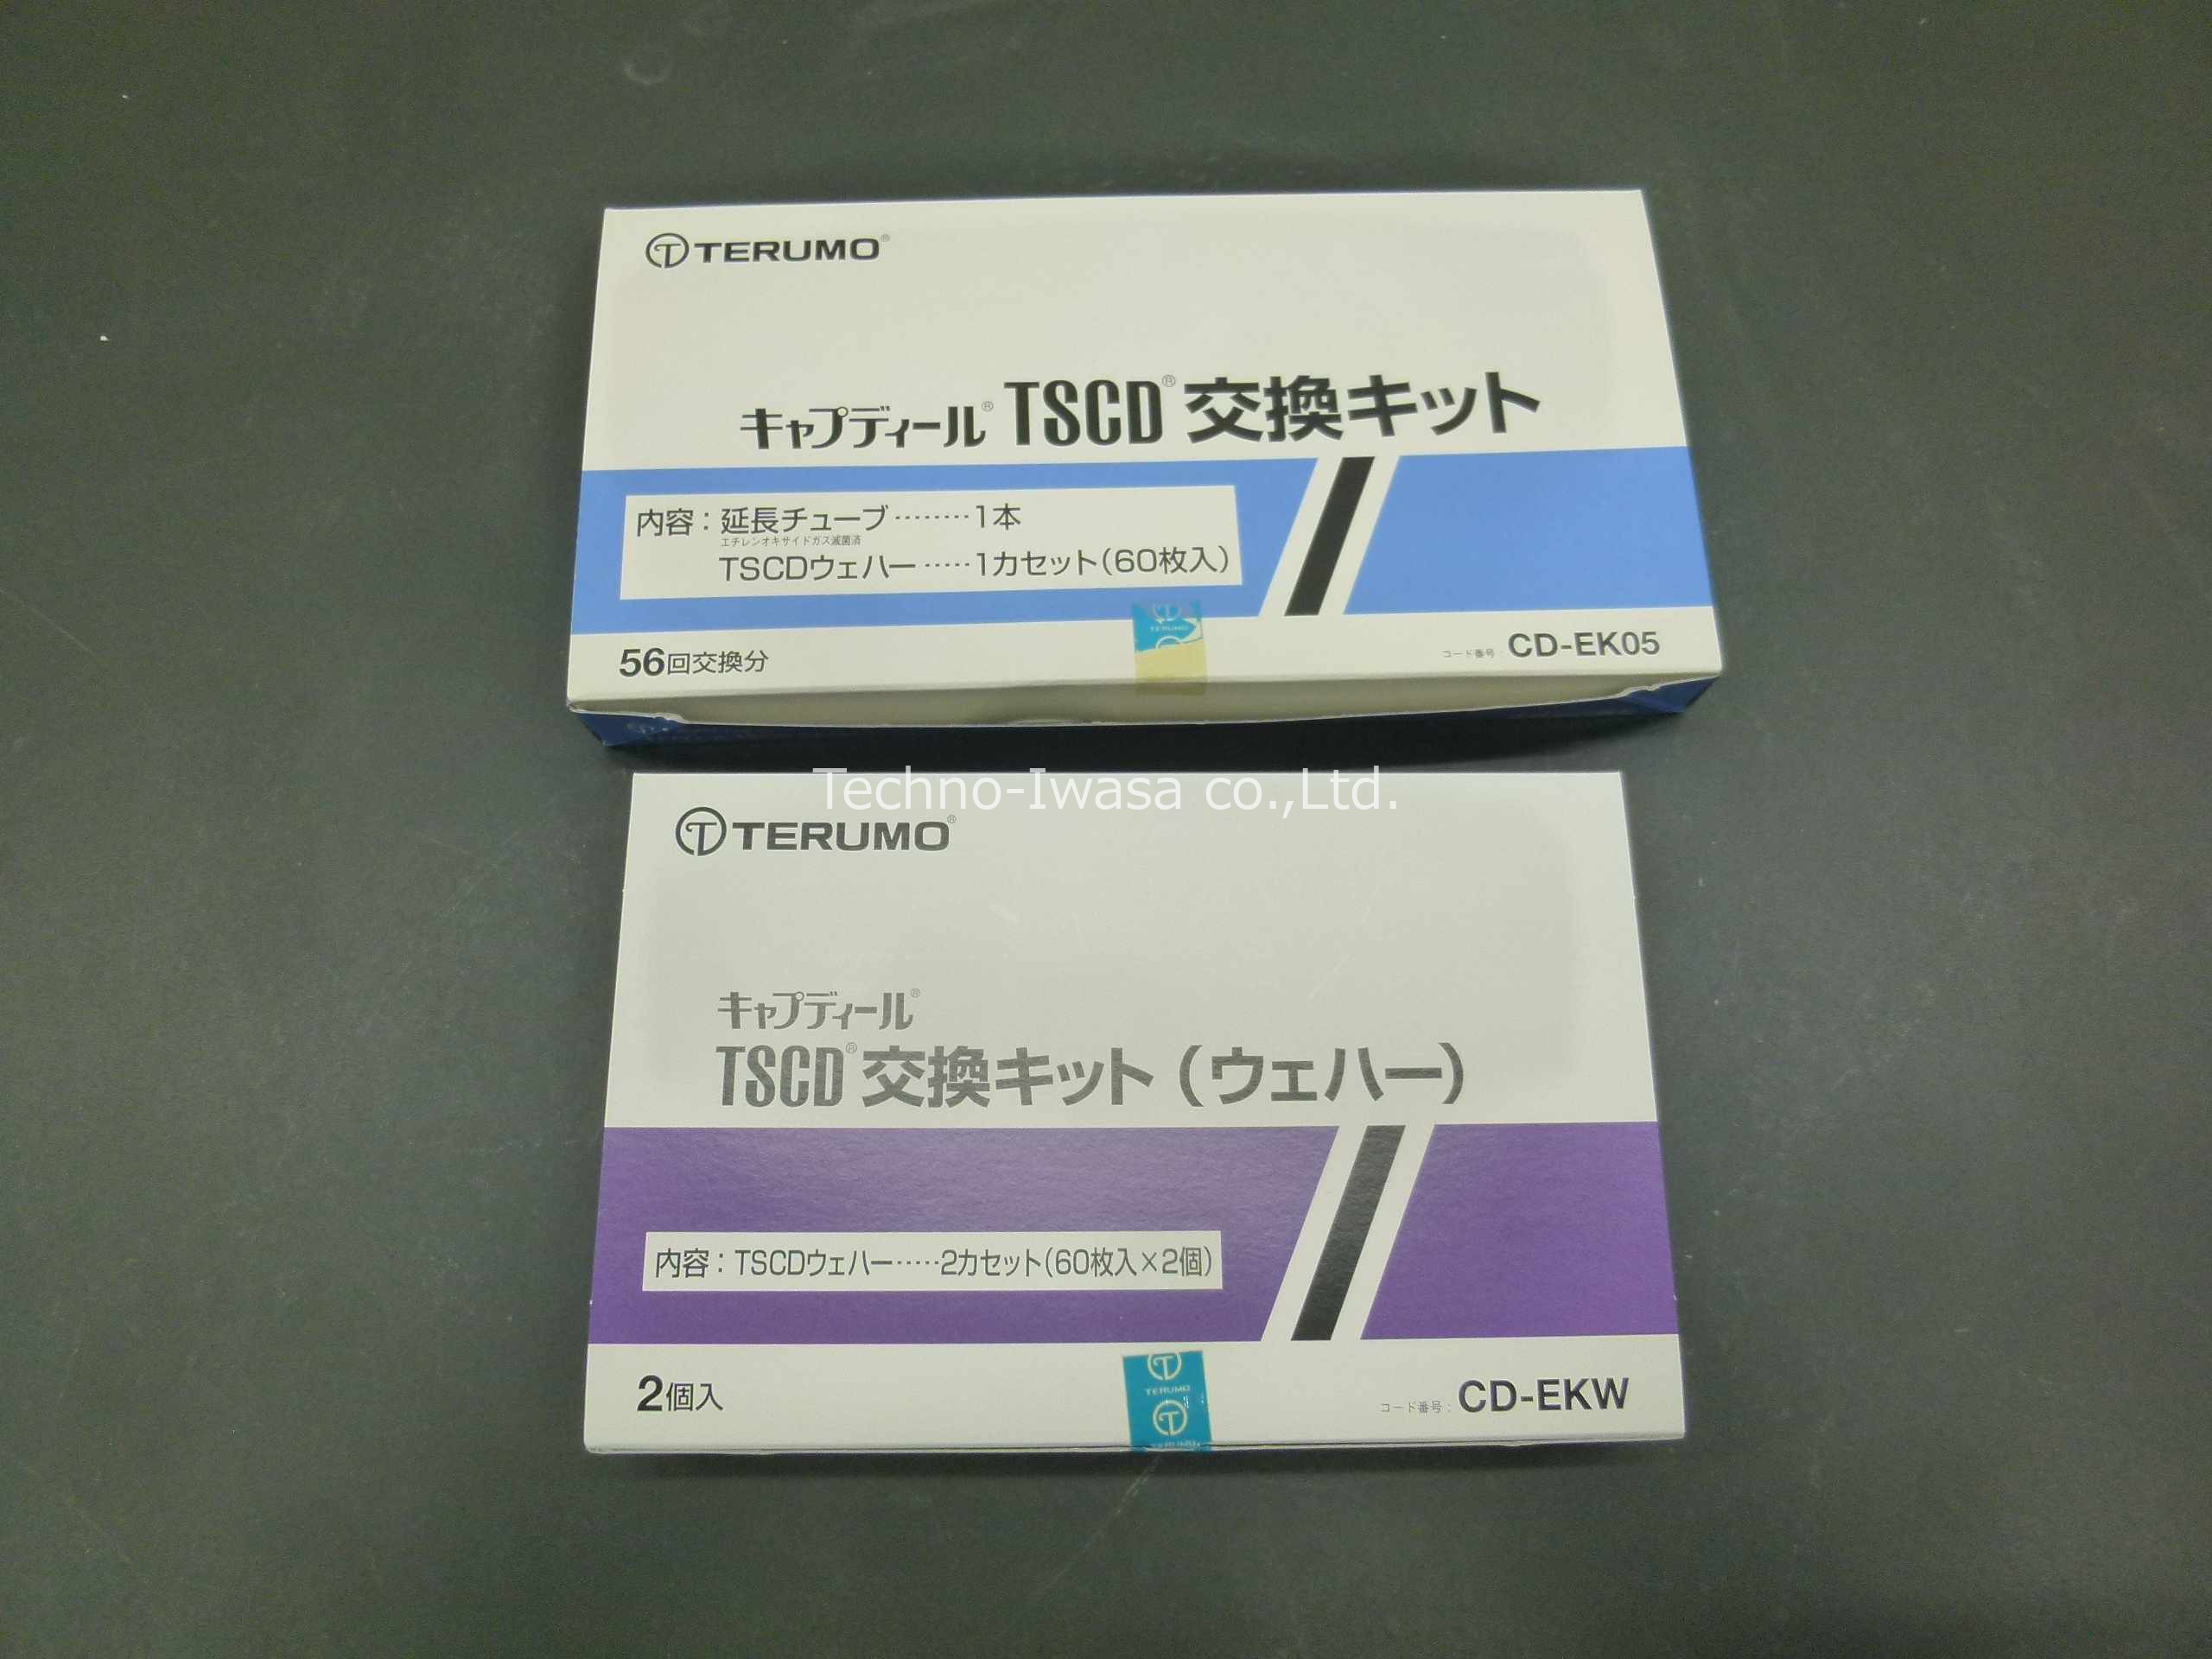 TERUMO®
キャプディール® TSCD® 交換キット
内容：延長チューブ………1本
エチレンオキサイドガス滅菌済
TSCDウェハー……1カセット（60枚入）
TERUMO
56回交換分
コード番号：CD-EK05
Techno-Iwasa co.,Ltd.
TERUMO®
キャプディール®
TSCD® 交換キット（ウェハー）
内容：TSCDウェハー……2カセット（60枚入×2個）
TERUMO
TERUMO
2個入
コード番号：CD-EKW